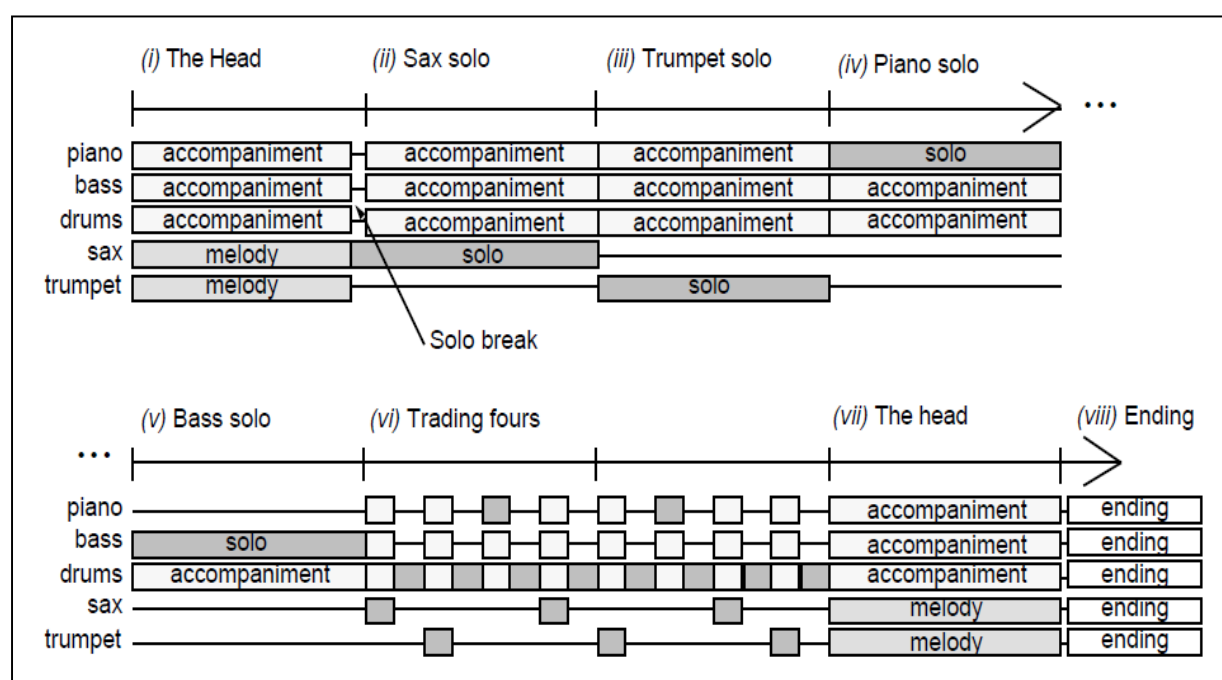 (i) The Head (ii) Sax solo (iii) Trumpet solo (iv) Piano solo
...
piano accompaniment accompaniment accompaniment solo
bass accompaniment accompaniment accompaniment accompaniment
drums accompaniment accompaniment accompaniment accompaniment
sax melody solo
trumpet melody solo
Solo break
(v) Bass solo (vi) Trading fours (vii) The head (viii) Ending
...
piano accompaniment ending
bass solo accompaniment ending
drums accompaniment accompaniment ending
sax melody ending
trumpet melody ending